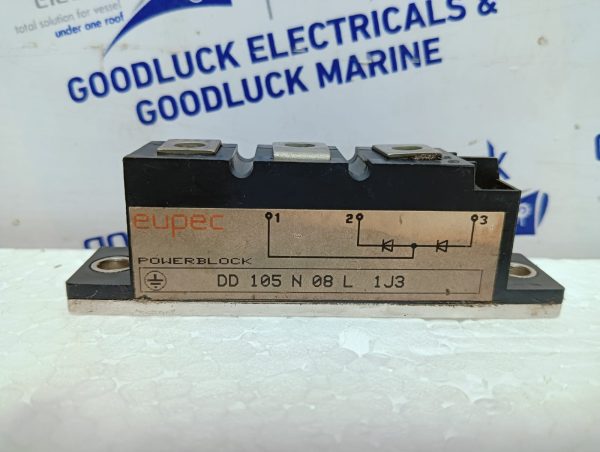 total solution for vessel
under one roof
GOODLUCK ELECTRICALS &
GOODLUCK MARINE
eupec
1
2
3
POWERBLOCK
DD 105 N 08 L 1J3